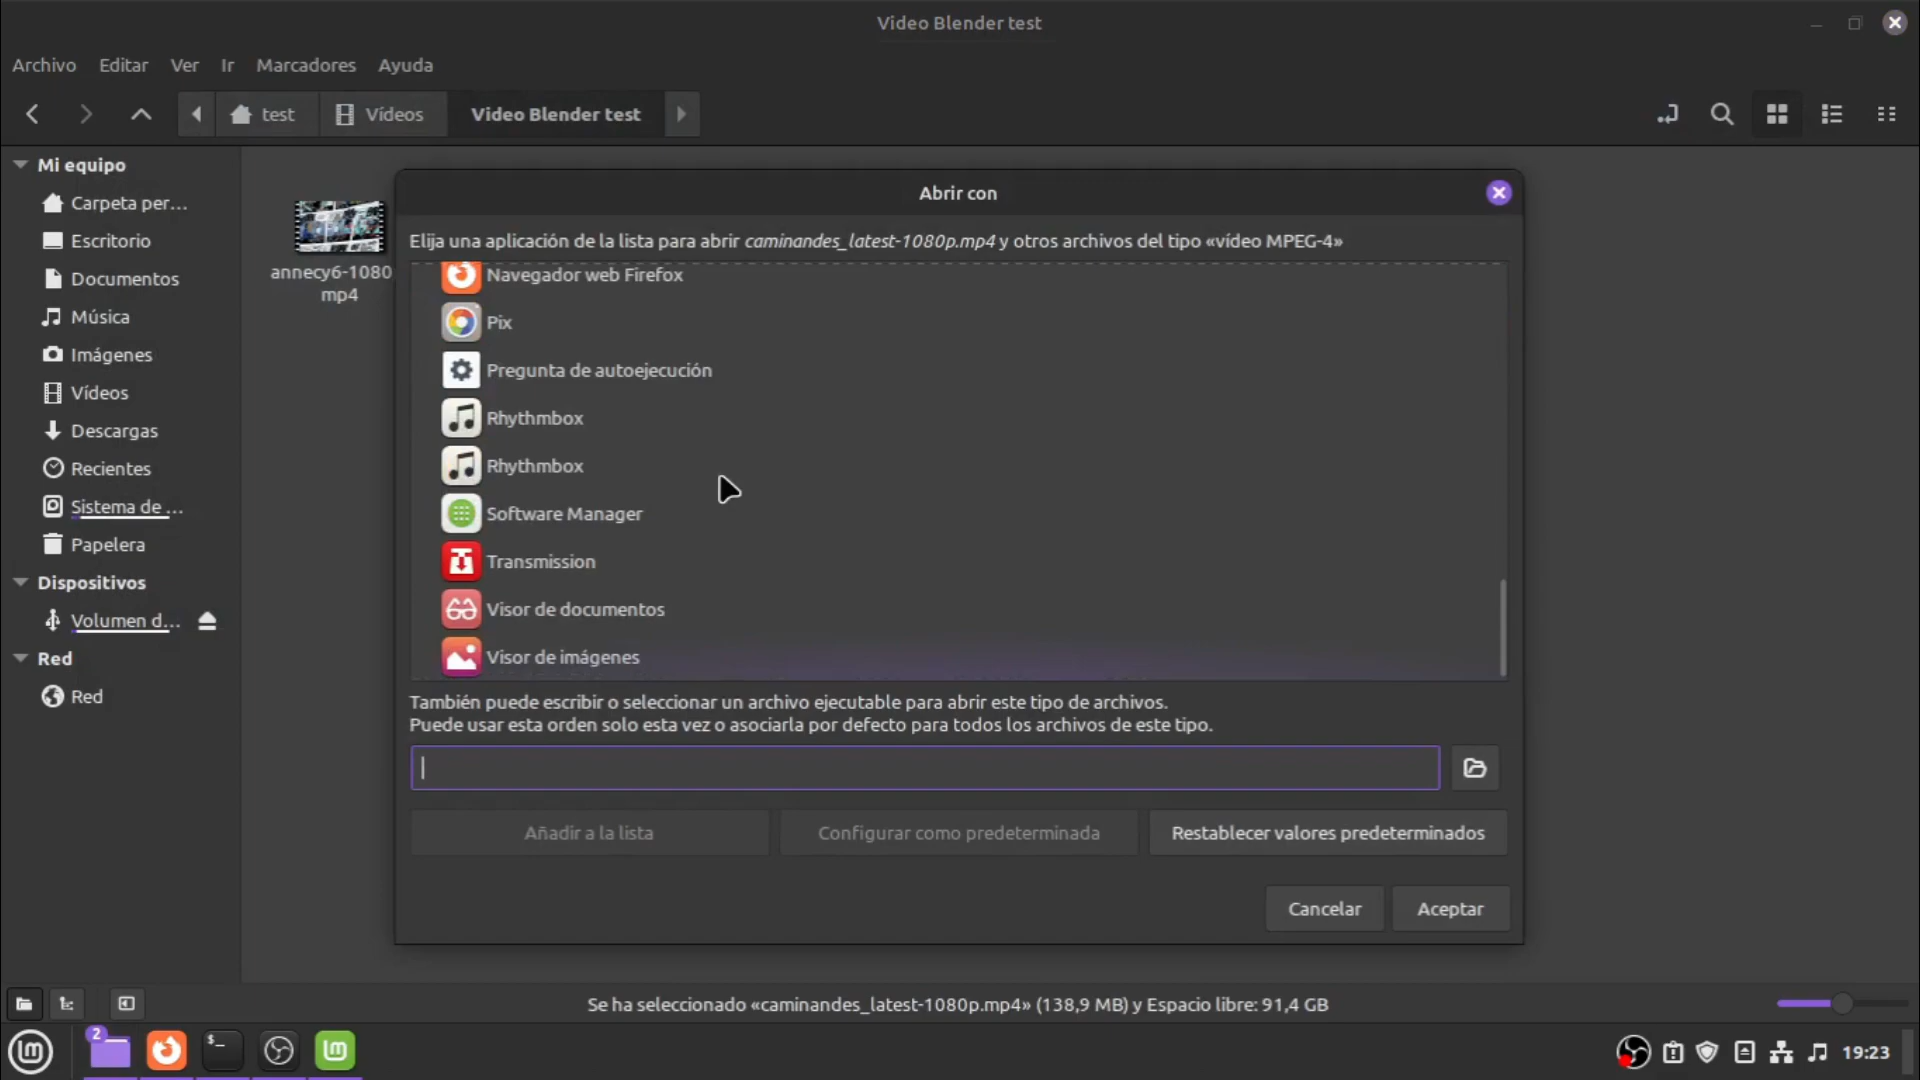 Video Blender test
Archivo Editar Ver Ir Marcadores Ayuda
test Vídeos Video Blender test
Mi equipo
Carpeta per...
Escritorio
Documentos
Música
Imágenes
Vídeos
Descargas
Recientes
Sistema de ...
Papelera
Dispositivos
Volumen d...
Red
Red
annecy6-1080
mp4
Abrir con
Elija una aplicación de la lista para abrir caminandes_latest-1080p.mp4 y otros archivos del tipo «vídeo MPEG-4»
Navegador web Firefox
Pix
Pregunta de autoejecución
Rhythmbox
Rhythmbox
Software Manager
Transmission
Visor de documentos
Visor de imágenes
También puede escribir o seleccionar un archivo ejecutable para abrir este tipo de archivos.
Puede usar esta orden solo esta vez o asociarla por defecto para todos los archivos de este tipo.
Añadir a la lista Configurar como predeterminada Restablecer valores predeterminados
Cancelar Aceptar
Se ha seleccionado «caminandes_latest-1080p.mp4» (138,9 MB) y Espacio libre: 91,4 GB
2
$_
19:23